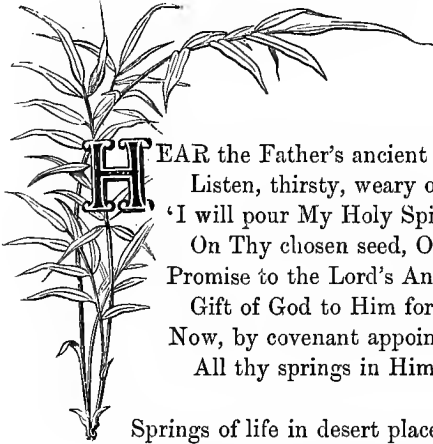 HEAR the Father's ancient
Listen, thirsty, weary o
'I will pour My Holy Spi
On Thy chosen seed, O
Promise to the Lord's An
Gift of God to Him for
Now, by covenant appoin
All thy springs in Him
Springs of life in desert place